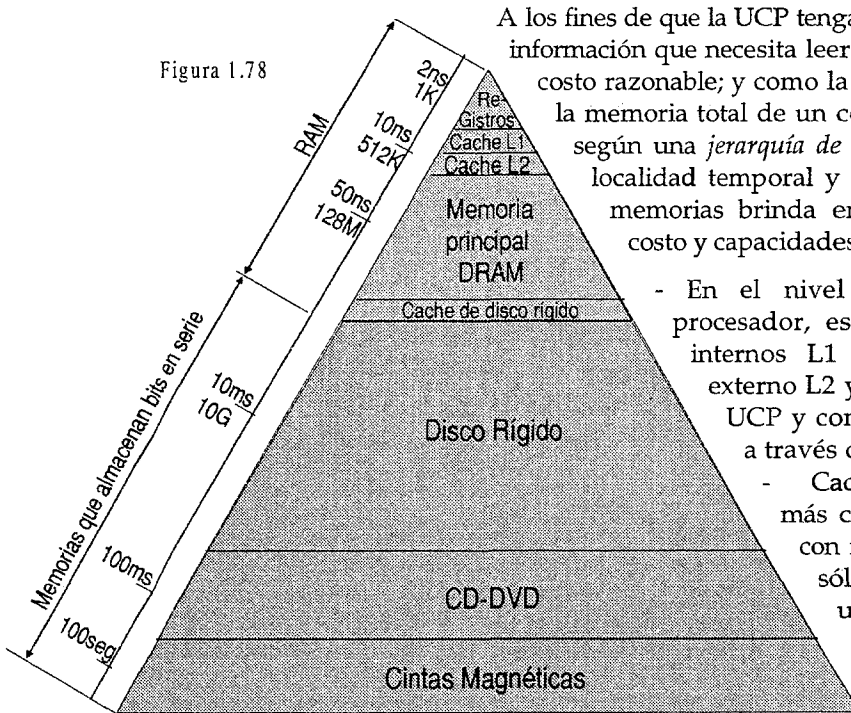 Figura 1.78
A los fines de que la UCP tenga
información que necesita leer
costo razonable; y como la
la memoria total de un c
según una jerarquía de
localidad temporal y
memorias brinda en
costo y capacidades
- En el nivel
procesador, es
internos L1
externo L2 y
UCP y con
a través
- Cac
más c
con
sól
u
RAM
2ns
1K
10ns
512K
50ns
128M
Memorias que almacenan bits en serie
10ms
10G
100ms
100seg
Re
Gistros
Cache L1
Cache L2
Memoria
principal
DRAM
Cache de disco rígido
Disco Rígido
CD-DVD
Cintas Magnéticas